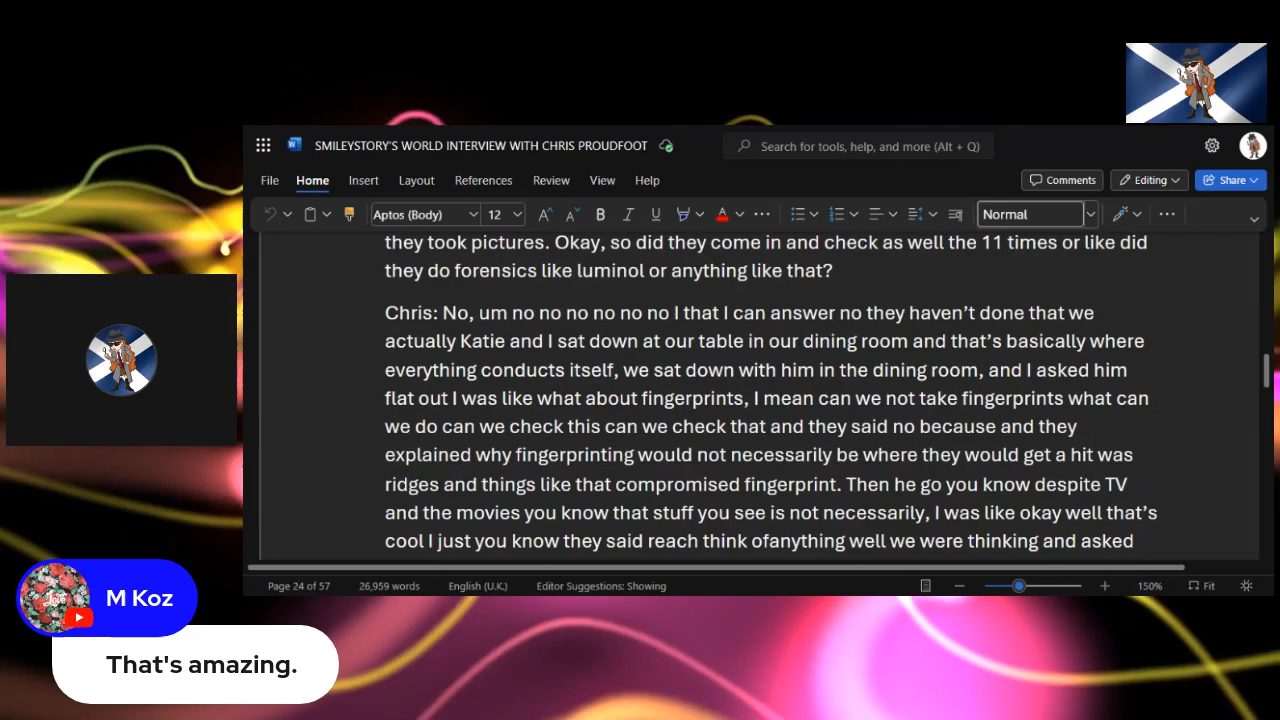 SMILEYSTORY'S WORLD INTERVIEW WITH CHRIS PROUDFOOT
Search for tools, help, and more (Alt + Q)
File Home Insert Layout References Review View Help Comments Editing Share
Aptos (Body) 12 B I U A Normal
they took pictures. Okay, so did they come in and check as well the 11 times or like did
they do forensics like luminol or anything like that?
Chris: No, um no no no no no no I that I can answer no they haven't done that we
actually Katie and I sat down at our table in our dining room and that's basically where
everything conducts itself, we sat down with him in the dining room, and I asked him
flat out I was like what about fingerprints, I mean can we not take fingerprints what can
we do can we check this can we check that and they said no because and they
explained why fingerprinting would not necessarily be where they would get a hit was
ridges and things like that compromised fingerprint. Then he go you know despite TV
and the movies you know that stuff you see is not necessarily, I was like okay well that's
cool I just you know they said reach think ofanything well we were thinking and asked
Page 24 of 57 26,959 words English (U.K.) Editor Suggestions: Showing 150% Fit
M Koz
That's amazing.